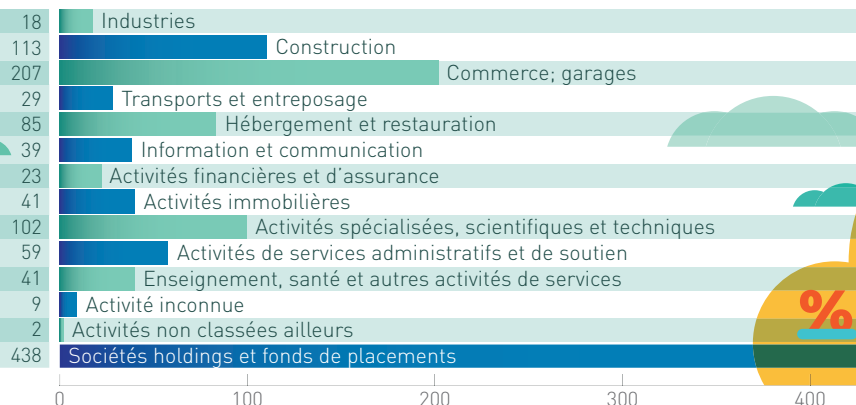 18 Industries
113 Construction
207 Commerce; garages
29 Transports et entreposage
85 Hébergement et restauration
39 Information et communication
23 Activités financières et d'assurance
41 Activités immobilières
102 Activités spécialisées, scientifiques et techniques
59 Activités de services administratifs et de soutien
41 Enseignement, santé et autres activités de services
9 Activité inconnue
2 Activités non classées ailleurs
438 Sociétés holdings et fonds de placements
%
0 100 200 300 400